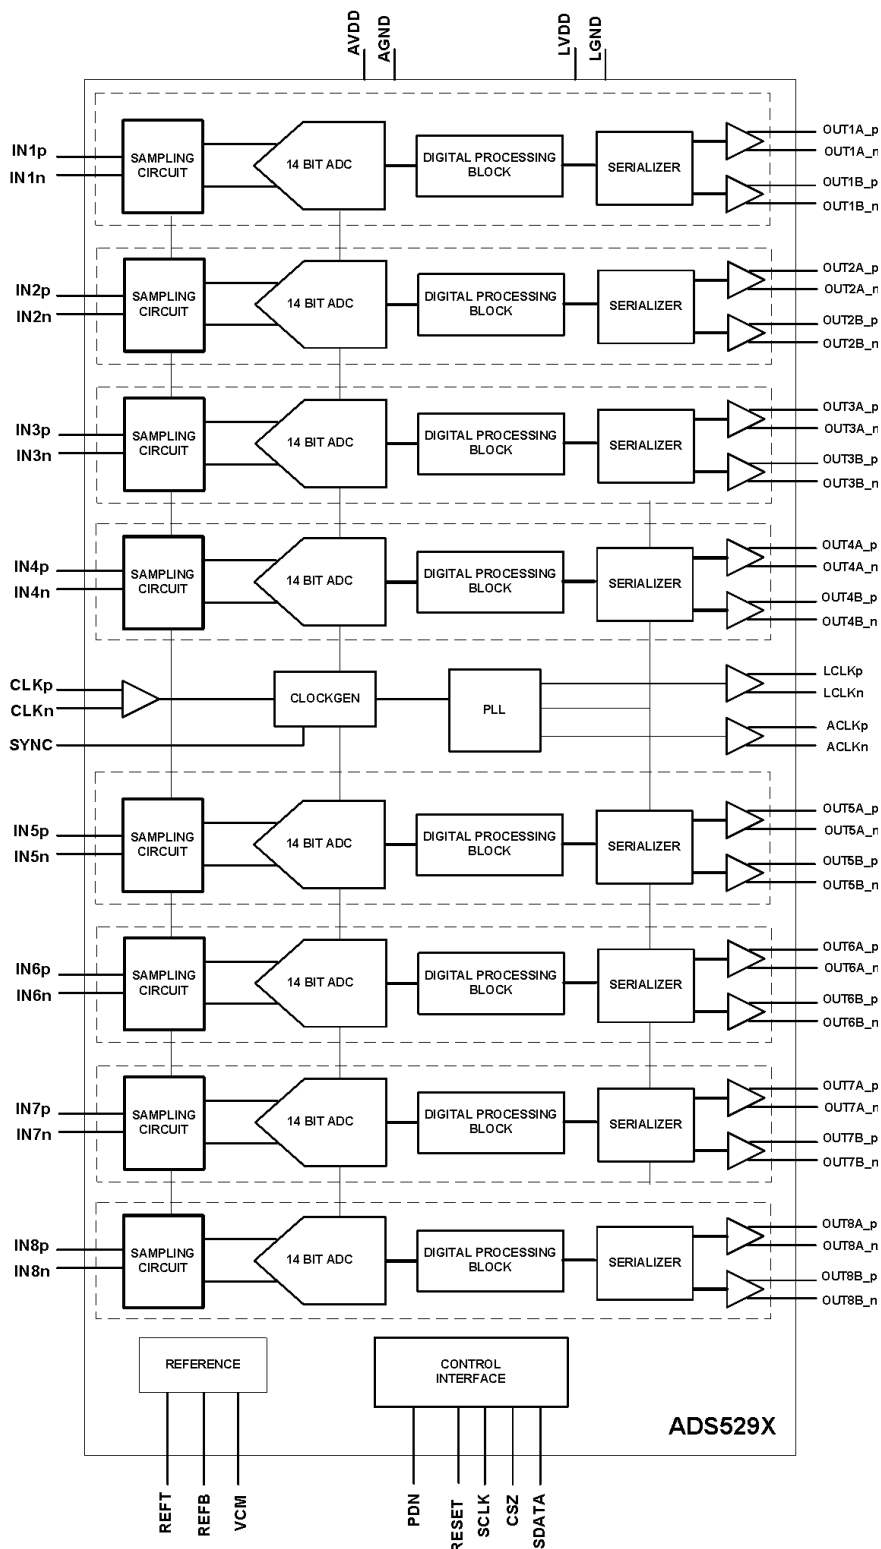 AVDD
AGND
LVDD
LGND
IN1p
IN1n
SAMPLING
CIRCUIT
14 BIT ADC
DIGITAL PROCESSING
BLOCK
SERIALIZER
OUT1A_p
OUT1A_n
OUT1B_p
OUT1B_n
IN2p
IN2n
SAMPLING
CIRCUIT
14 BIT ADC
DIGITAL PROCESSING
BLOCK
SERIALIZER
OUT2A_p
OUT2A_n
OUT2B_p
OUT2B_n
IN3p
IN3n
SAMPLING
CIRCUIT
14 BIT ADC
DIGITAL PROCESSING
BLOCK
SERIALIZER
OUT3A_p
OUT3A_n
OUT3B_p
OUT3B_n
IN4p
IN4n
SAMPLING
CIRCUIT
14 BIT ADC
DIGITAL PROCESSING
BLOCK
SERIALIZER
OUT4A_p
OUT4A_n
OUT4B_p
OUT4B_n
CLKp
CLKn
SYNC
CLOCKGEN
PLL
LCLKp
LCLKn
ACLKp
ACLKn
IN5p
IN5n
SAMPLING
CIRCUIT
14 BIT ADC
DIGITAL PROCESSING
BLOCK
SERIALIZER
OUT5A_p
OUT5A_n
OUT5B_p
OUT5B_n
IN6p
IN6n
SAMPLING
CIRCUIT
14 BIT ADC
DIGITAL PROCESSING
BLOCK
SERIALIZER
OUT6A_p
OUT6A_n
OUT6B_p
OUT6B_n
IN7p
IN7n
SAMPLING
CIRCUIT
14 BIT ADC
DIGITAL PROCESSING
BLOCK
SERIALIZER
OUT7A_p
OUT7A_n
OUT7B_p
OUT7B_n
IN8p
IN8n
SAMPLING
CIRCUIT
14 BIT ADC
DIGITAL PROCESSING
BLOCK
SERIALIZER
OUT8A_p
OUT8A_n
OUT8B_p
OUT8B_n
REFERENCE
CONTROL
INTERFACE
ADS529X
REFT
REFB
VCM
PDN
RESET
SCLK
CSZ
SDATA